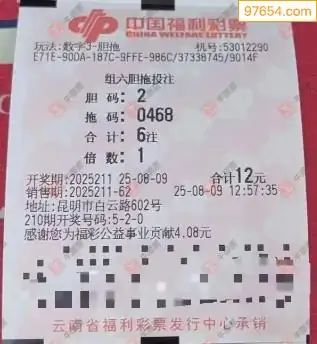 97654.com
中国福利彩票
CHINA WELFARE LOTTERY
玩法:数字3-胆拖 机号:53012290
E71E-90DA-187C-9FFE-986C/37338745/9014F
组六胆拖投注
胆码:2
拖码:0468
合计:6注
倍数:1
开奖期:2025211 25-08-09 合计12元
销售期:2025211-62 25-08-09 12:57:35
地址:昆明市白云路602号
210期开奖号码:5-2-0
感谢您为福彩公益事业贡献4.08元
云南省福利彩票发行中心承销